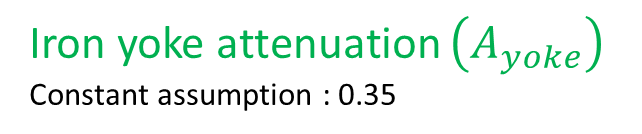 Iron yoke attenuation (A_yoke)
Constant assumption : 0.35